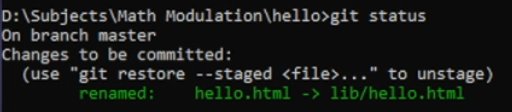 D:\Subjects\Math Modulation\hello>git status
On branch master
Changes to be committed:
  (use "git restore --staged <file>..." to unstage)
        renamed:    hello.html -> lib/hello.html